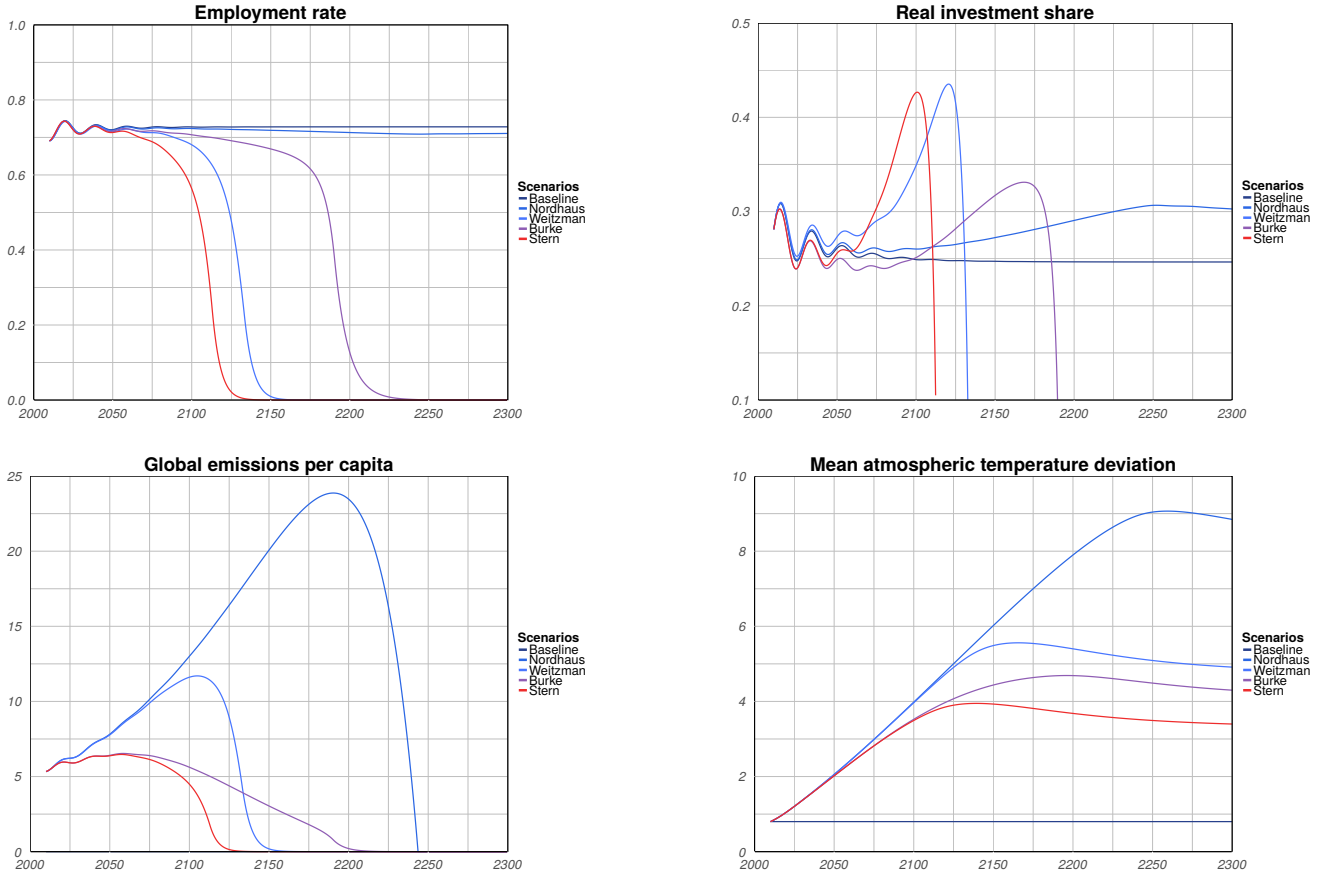 Employment rate
1.0
0.8
0.6
0.4
0.2
0.0
2000 2050 2100 2150 2200 2250 2300
Scenarios
Baseline
Nordhaus
Weitzman
Burke
Stern
Real investment share
0.5
0.4
0.3
0.2
0.1
2000 2050 2100 2150 2200 2250 2300
Scenarios
Baseline
Nordhaus
Weitzman
Burke
Stern
Global emissions per capita
25
20
15
10
5
0
2000 2050 2100 2150 2200 2250 2300
Scenarios
Baseline
Nordhaus
Weitzman
Burke
Stern
Mean atmospheric temperature deviation
10
8
6
4
2
0
2000 2050 2100 2150 2200 2250 2300
Scenarios
Baseline
Nordhaus
Weitzman
Burke
Stern